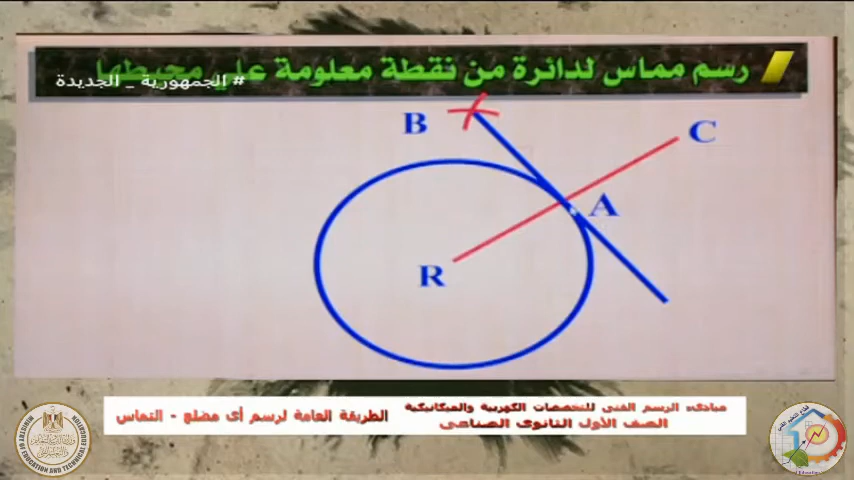 رسم مماس لدائرة من نقطة معلومة على محيطها
#الجمهورية _ الجديدة
B
C
A
R
مبادىء الرسم الفنى للتخصصات الكهربية والميكانيكية
الصف الأول الثانوى الصناعى
الطريقة العامة لرسم أى مضلع - التماس